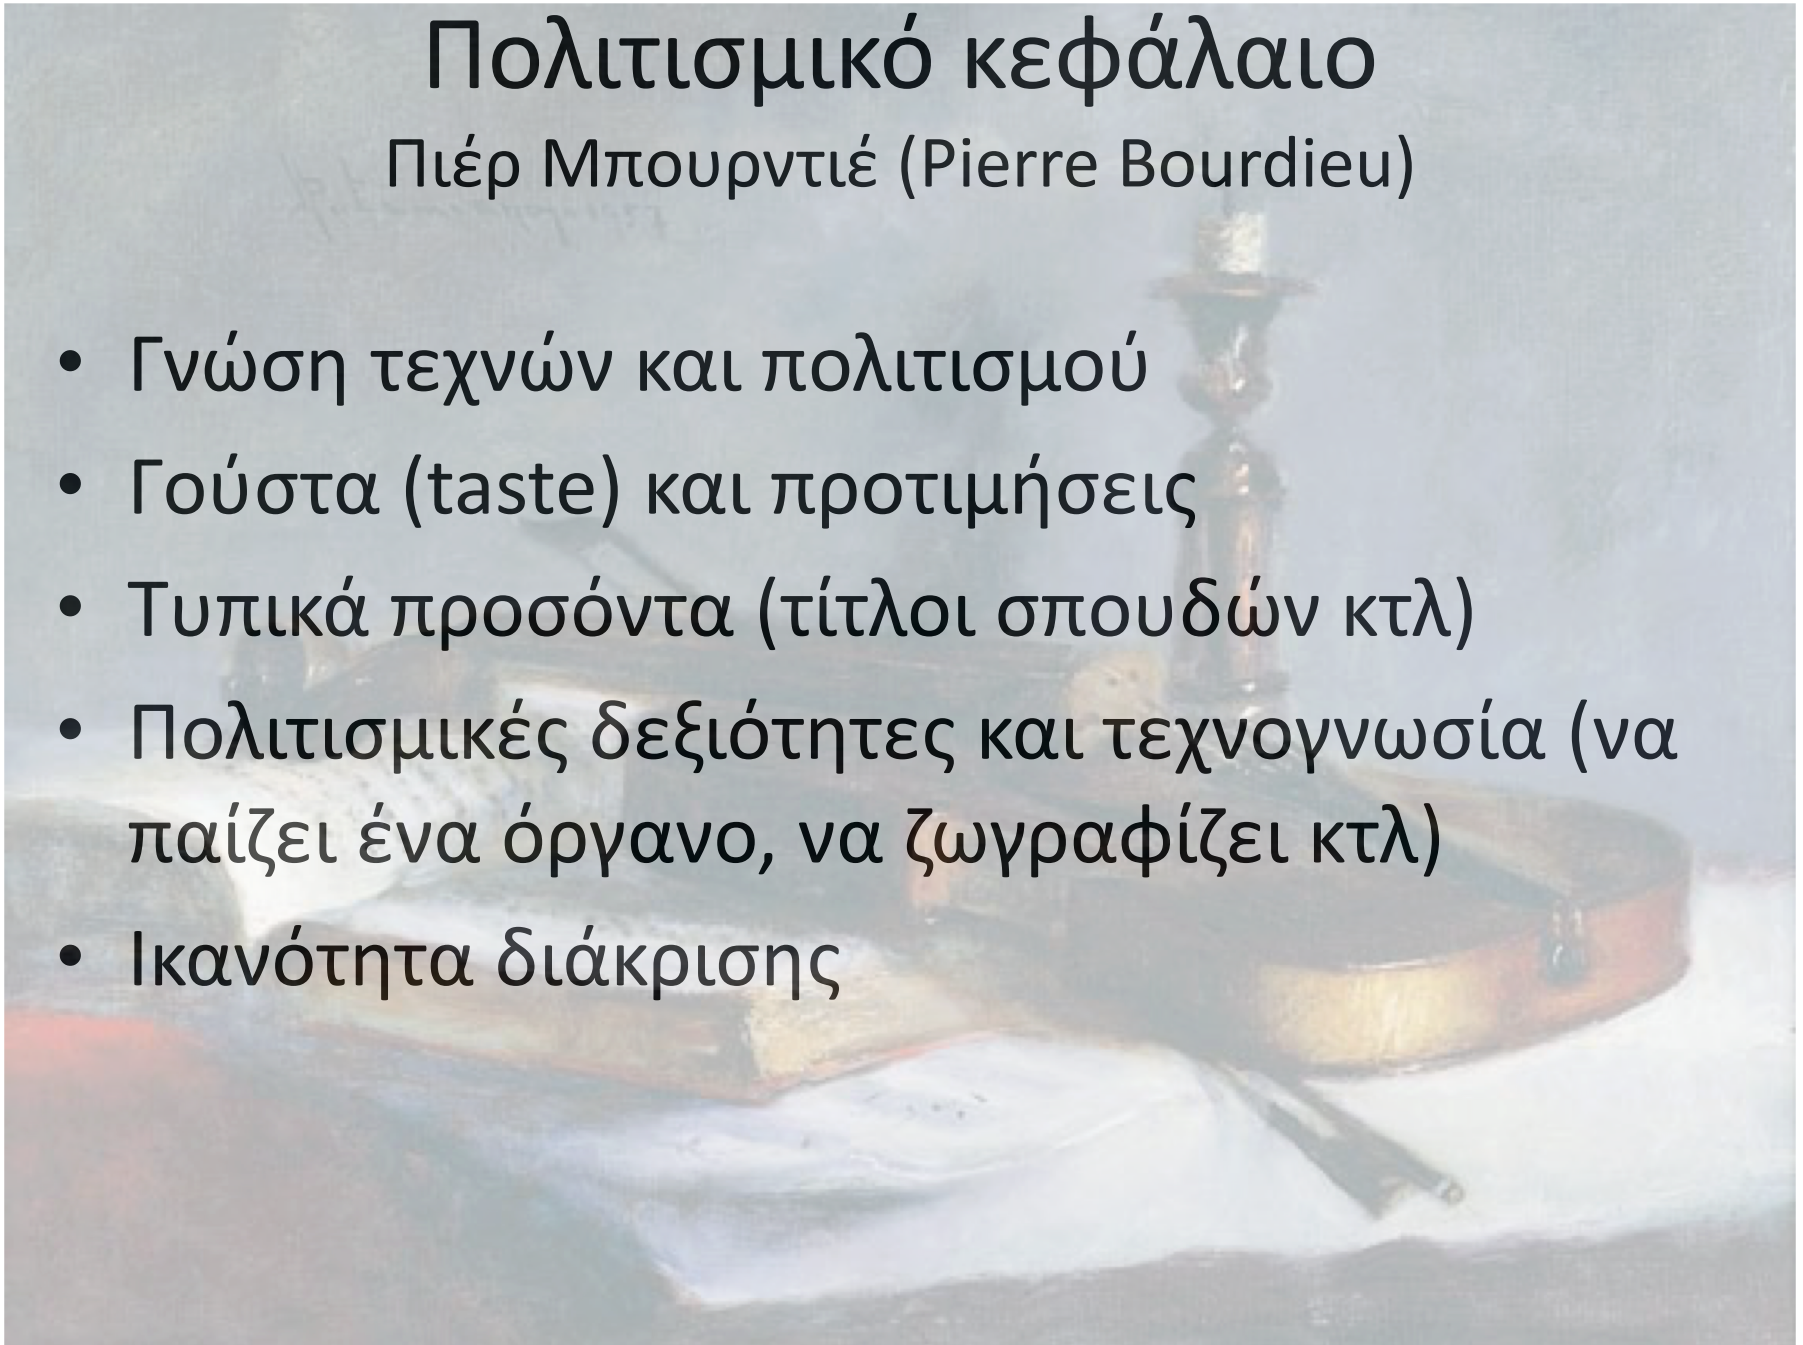 Πολιτισμικό κεφάλαιο
Πιέρ Μπουρντιέ (Pierre Bourdieu)
• Γνώση τεχνών και πολιτισμού
• Γούστα (taste) και προτιμήσεις
• Τυπικά προσόντα (τίτλοι σπουδών κτλ)
• Πολιτισμικές δεξιότητες και τεχνογνωσία (να
παίζει ένα όργανο, να ζωγραφίζει κτλ)
• Ικανότητα διάκρισης